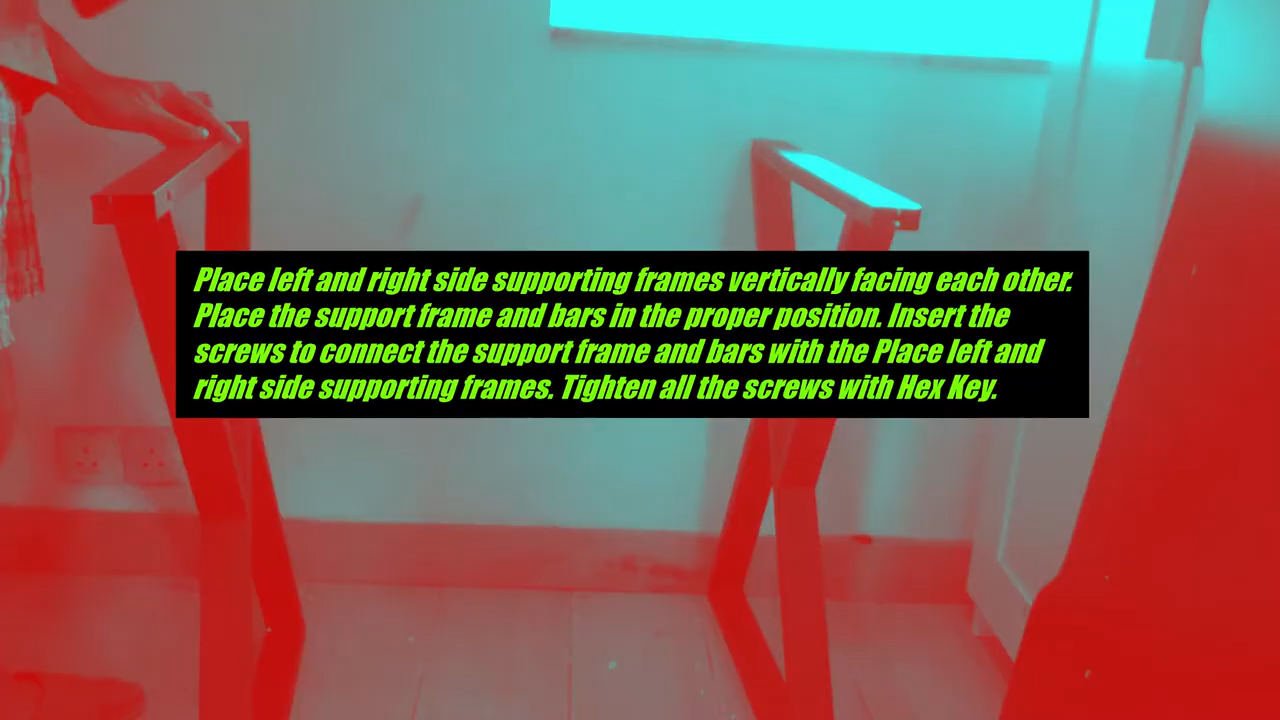 Place left and right side supporting frames vertically facing each other.
Place the support frame and bars in the proper position. Insert the
screws to connect the support frame and bars with the Place left and
right side supporting frames. Tighten all the screws with Hex Key.